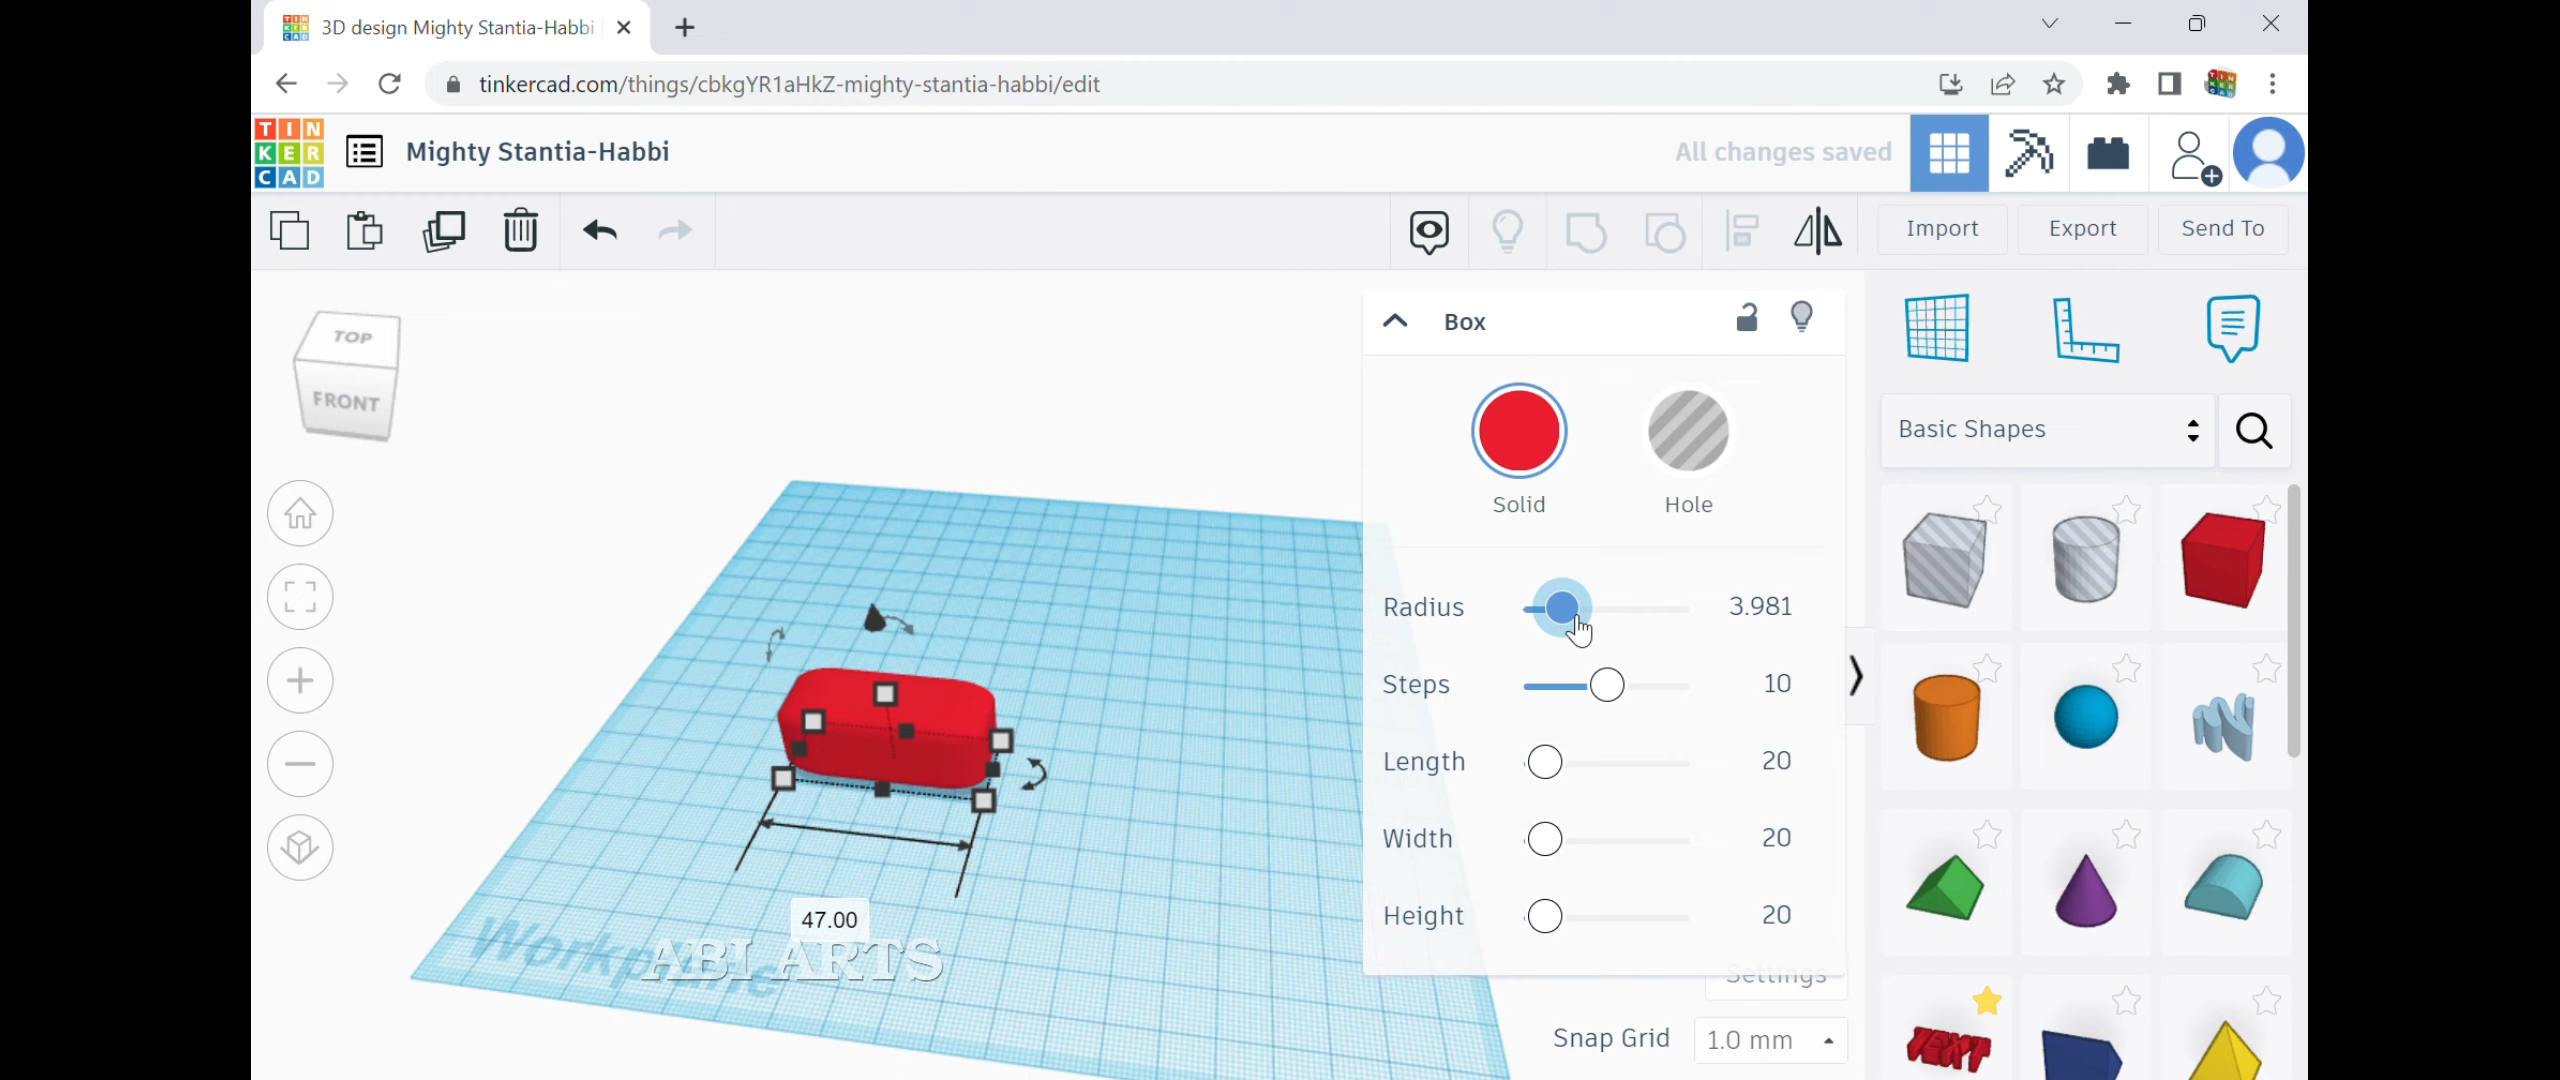 3D design Mighty Stantia-Habbi
tinkercad.com/things/cbkgYR1aHkZ-mighty-stantia-habbi/edit
TIN
KER
CAD
Mighty Stantia-Habbi
All changes saved
Import
Export
Send To
TOP
FRONT
Box
Solid
Hole
Basic Shapes
Radius 3.981
Steps 10
Length 20
Width 20
Height 20
47.00
Workplane
ABI ARTS
Settings
Snap Grid 1.0 mm
TEXT